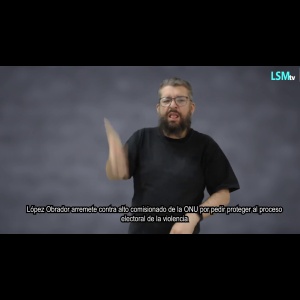 LSMtv
López Obrador arremete contra alto comisionado de la ONU por pedir proteger al proceso
electoral de la violencia.